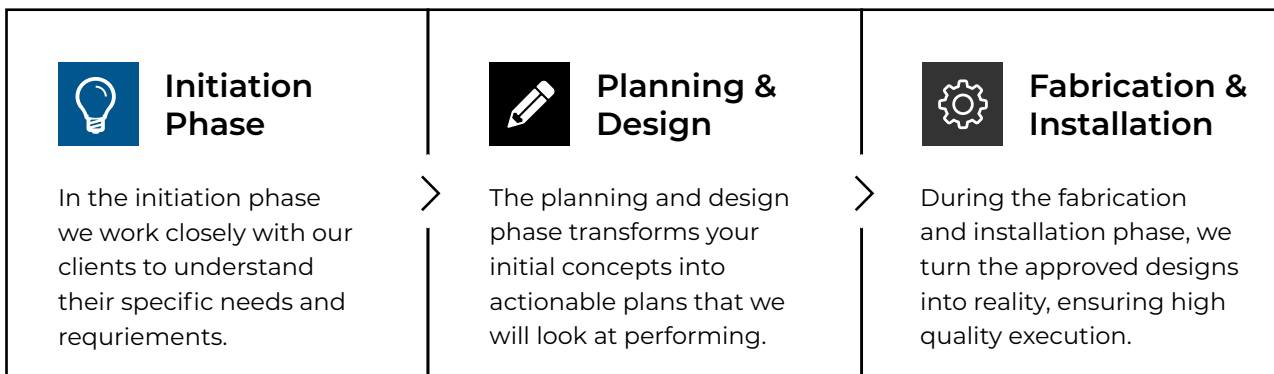 Initiation
Phase
In the initiation phase
we work closely with our
clients to understand
their specific needs and
requriements.
Planning &
Design
The planning and design
phase transforms your
initial concepts into
actionable plans that we
will look at performing.
Fabrication &
Installation
During the fabrication
and installation phase, we
turn the approved designs
into reality, ensuring high
quality execution.